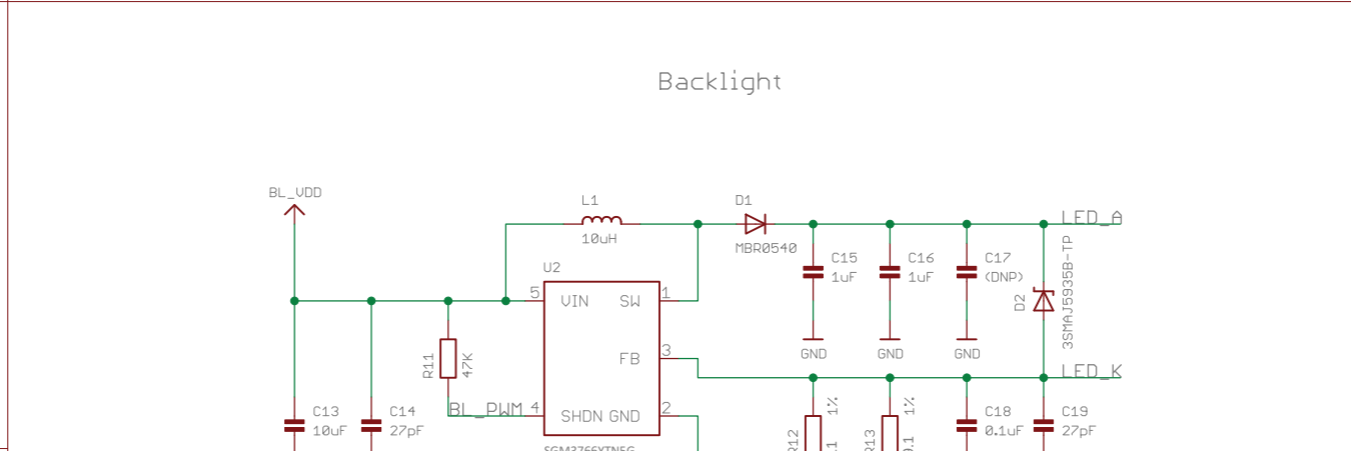 Backlight
BL_VDD
L1
10uH
D1
MBR0540
LED_A
C15
1uF
C16
1uF
C17
(DNP)
D2
3SMAJ5935B-TP
U2
5
VIN
SW
1
FB
3
GND
GND
GND
LED_K
R11
47K
BL_PWM
4
SHDN
GND
2
C13
10uF
C14
27pF
R12
1%
R13
1%
C18
0.1uF
C19
27pF